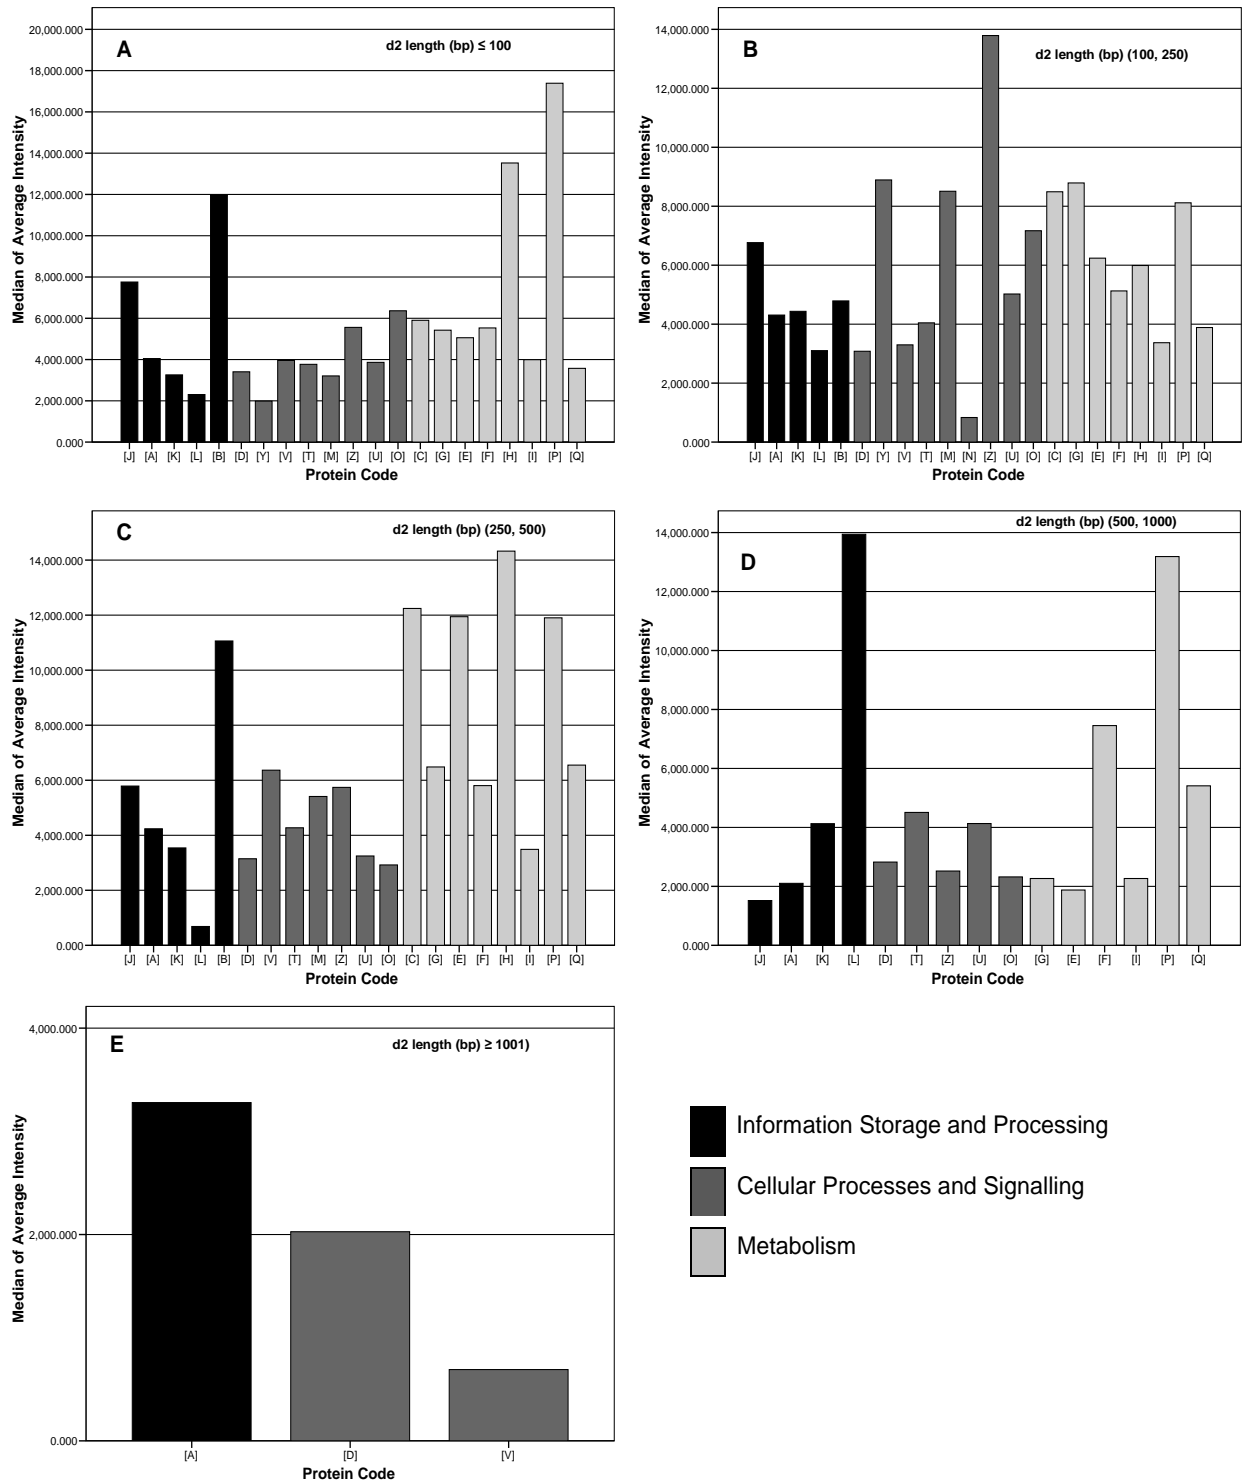 A
d2 length (bp) ≤ 100
Median of Average Intensity
20,000.000
18,000.000
16,000.000
14,000.000
12,000.000
10,000.000
8,000.000
6,000.000
4,000.000
2,000.000
0.000
[J] [A] [K] [L] [B] [D] [Y] [V] [T] [M] [Z] [U] [O] [C] [G] [E] [F] [H] [I] [P] [Q]
Protein Code
B
d2 length (bp) (100, 250)
Median of Average Intensity
14,000.000
12,000.000
10,000.000
8,000.000
6,000.000
4,000.000
2,000.000
0.000
[J] [A] [K] [L] [B] [D] [Y] [V] [T] [M] [N] [Z] [U] [O] [C] [G] [E] [F] [H] [I] [P] [Q]
Protein Code
C
d2 length (bp) (250, 500)
Median of Average Intensity
14,000.000
12,000.000
10,000.000
8,000.000
6,000.000
4,000.000
2,000.000
0.000
[J] [A] [K] [L] [B] [D] [V] [T] [M] [Z] [U] [O] [C] [G] [E] [F] [H] [I] [P] [Q]
Protein Code
D
d2 length (bp) (500, 1000)
Median of Average Intensity
14,000.000
12,000.000
10,000.000
8,000.000
6,000.000
4,000.000
2,000.000
0.000
[J] [A] [K] [L] [D] [T] [Z] [U] [O] [G] [E] [F] [I] [P] [Q]
Protein Code
E
d2 length (bp) ≥ 1001)
Median of Average Intensity
4,000.000
2,000.000
0.000
[A] [D] [V]
Protein Code
Information Storage and Processing
Cellular Processes and Signalling
Metabolism